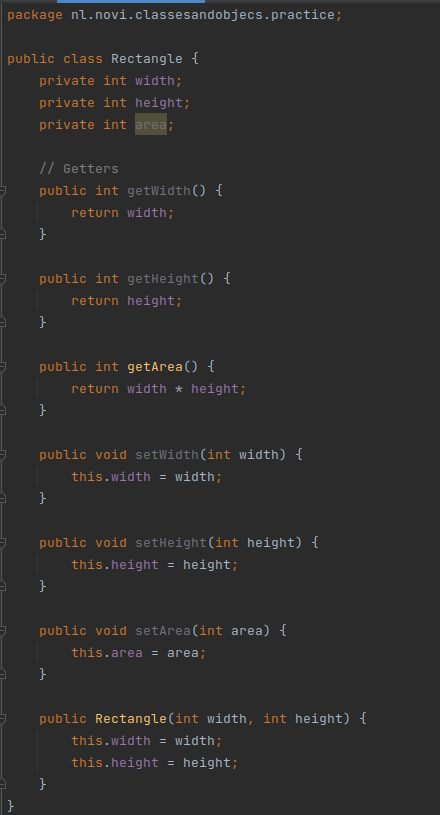 package nl.novi.classesandobjecs.practice;
public class Rectangle {
private int width;
private int height;
private int area;
// Getters
public int getWidth() {
return width;
}
public int getHeight() {
return height;
}
public int getArea() {
return width * height;
}
public void setWidth(int width) {
this.width = width;
}
public void setHeight(int height) {
this.height = height;
}
public void setArea(int area) {
this.area = area;
}
public Rectangle(int width, int height) {
this.width = width;
this.height = height;
}
}